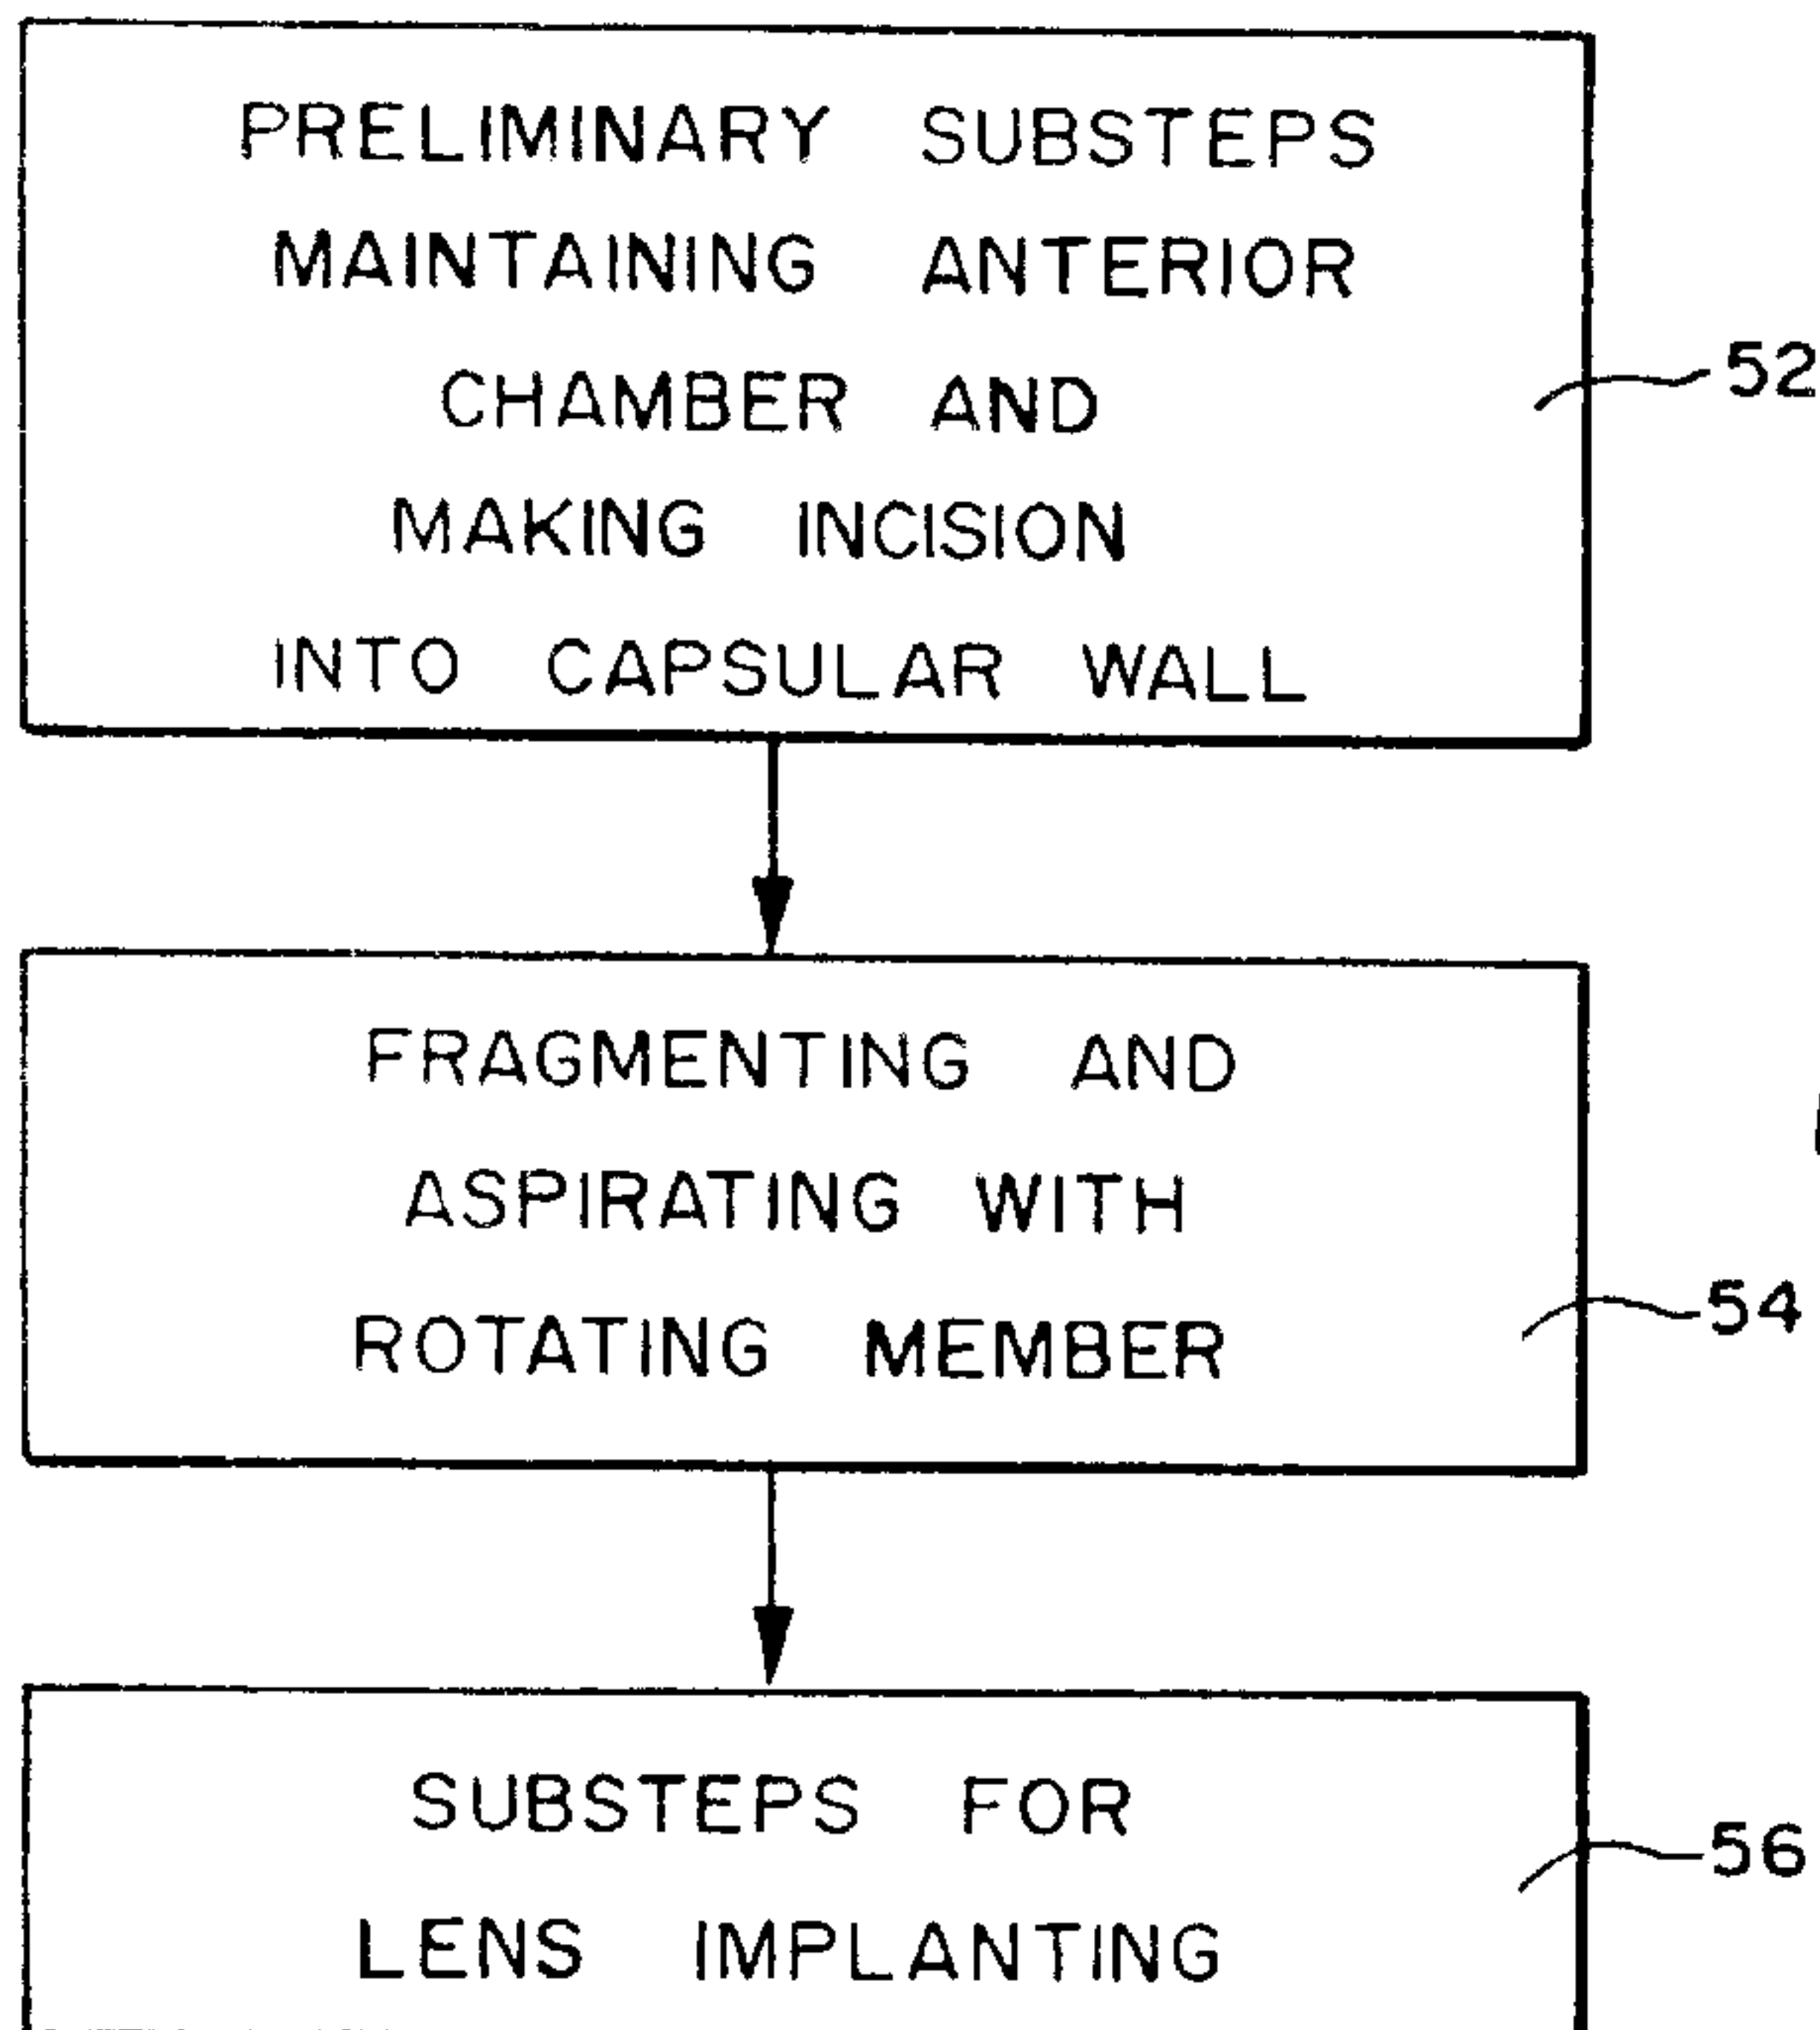 PRELIMINARY SUBSTEPS
MAINTAINING ANTERIOR
CHAMBER AND
MAKING INCISION
INTO CAPSULAR WALL
52
FRAGMENTING AND
ASPIRATING WITH
ROTATING MEMBER
54
SUBSTEPS FOR
LENS IMPLANTING
56